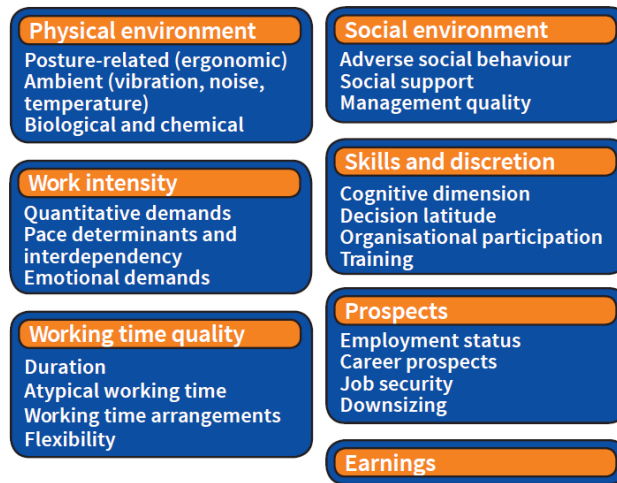 Physical environment
Posture-related (ergonomic)
Ambient (vibration, noise,
temperature)
Biological and chemical
Work intensity
Quantitative demands
Pace determinants and
interdependency
Emotional demands
Working time quality
Duration
Atypical working time
Working time arrangements
Flexibility
Social environment
Adverse social behaviour
Social support
Management quality
Skills and discretion
Cognitive dimension
Decision latitude
Organisational participation
Training
Prospects
Employment status
Career prospects
Job security
Downsizing
Earnings